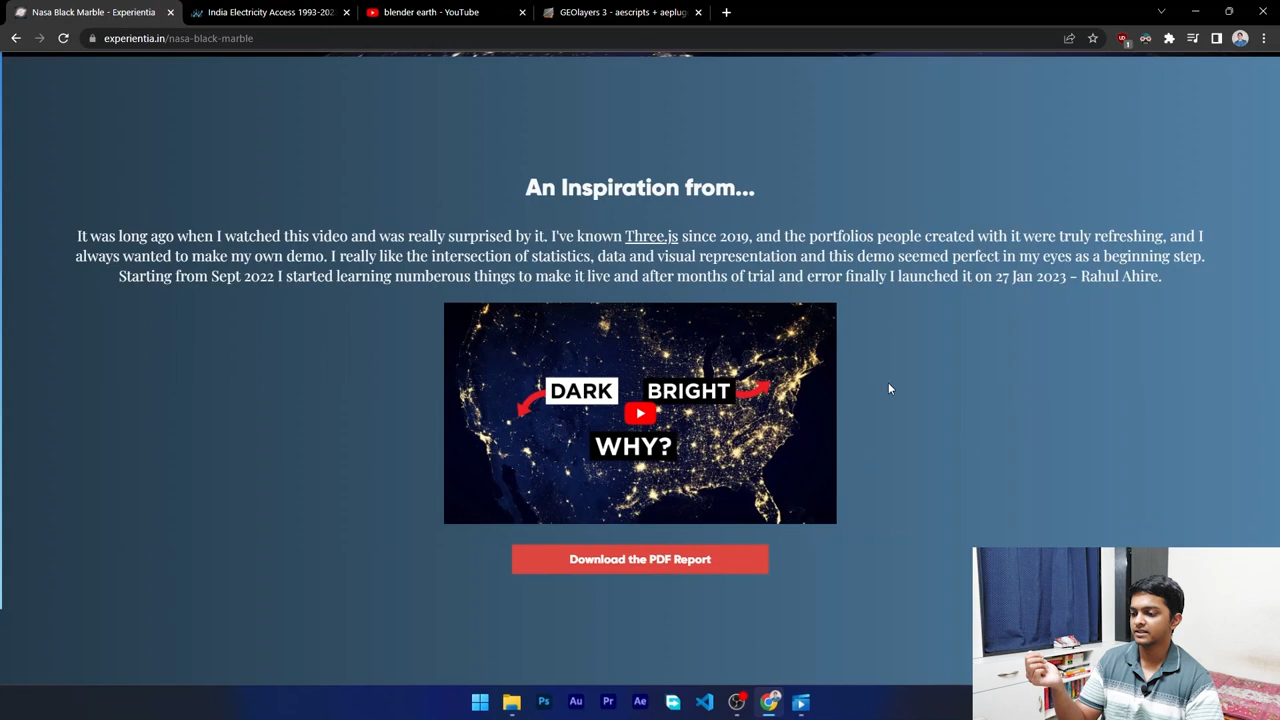 Nasa Black Marble - Experientia
India Electricity Access 1993-202
blender earth - YouTube
GEOlayers 3 - aescripts + aeplug
experientia.in/nasa-black-marble
1
An Inspiration from...
It was long ago when I watched this video and was really surprised by it. I've known Three.js since 2019, and the portfolios people created with it were truly refreshing, and I
always wanted to make my own demo. I really like the intersection of statistics, data and visual representation and this demo seemed perfect in my eyes as a beginning step.
Starting from Sept 2022 I started learning numberous things to make it live and after months of trial and error finally I launched it on 27 Jan 2023 - Rahul Ahire.
DARK BRIGHT
WHY?
Download the PDF Report
Ps Au Pr Ae